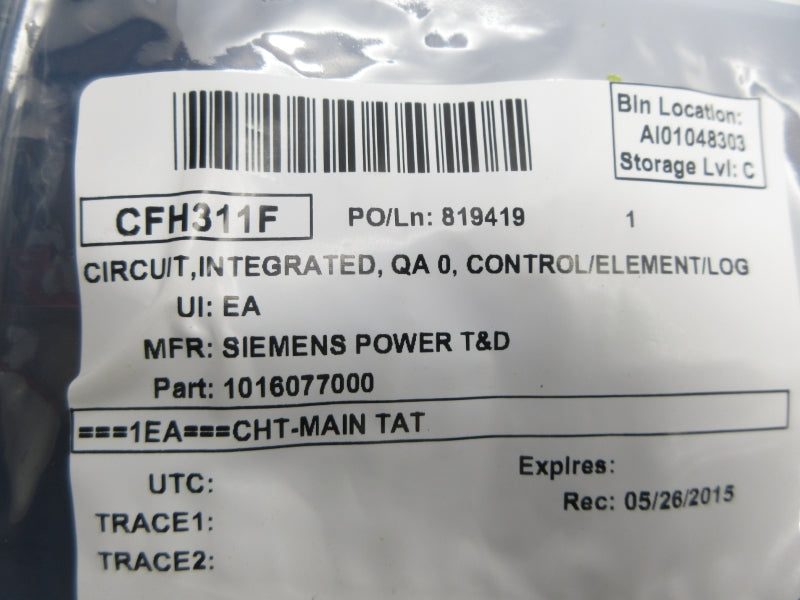 Bin Location:
AI01048303
Storage Lvl: C
CFH311F PO/Ln: 819419 1
CIRCUIT,INTEGRATED, QA 0, CONTROL/ELEMENT/LOG
UI: EA
MFR: SIEMENS POWER T&D
Part: 1016077000
===1EA===CHT-MAIN TAT
UTC:
Expires:
Rec: 05/26/2015
TRACE1:
TRACE2: